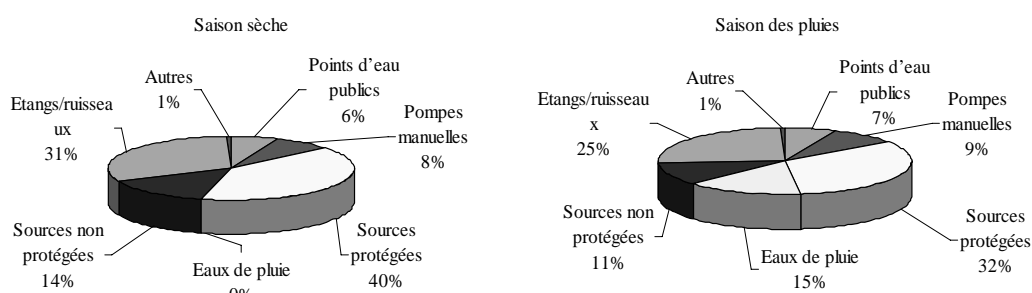 Saison sèche
Autres
1%
Points d'eau
publics
6%
Pompes
manuelles
8%
Sources
protégées
40%
Eaux de pluie
0%
Sources non
protégées
14%
Etangs/ruissea
ux
31%
Saison des pluies
Autres
1%
Points d'eau
publics
7%
Pompes
manuelles
9%
Sources
protégées
32%
Eaux de pluie
15%
Sources non
protégées
11%
Etangs/ruisseau
x
25%